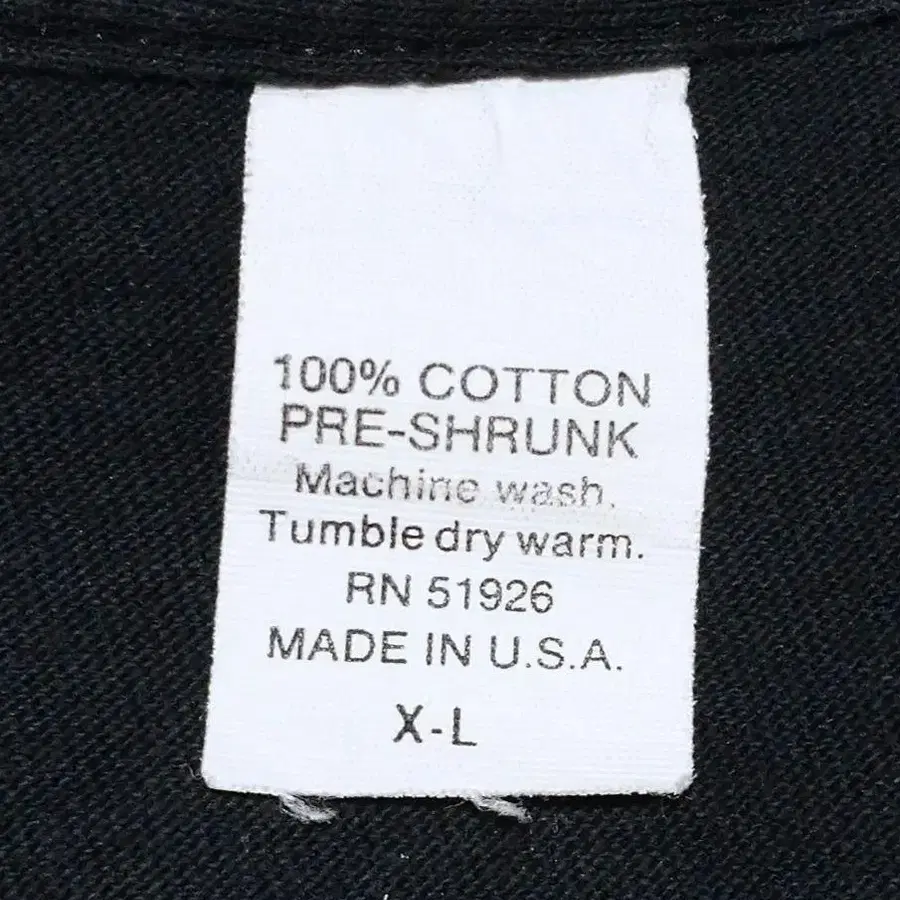 100% COTTON
PRE-SHRUNK
Machine wash.
Tumble dry warm.
RN 51926
MADE IN U.S.A.
X-L